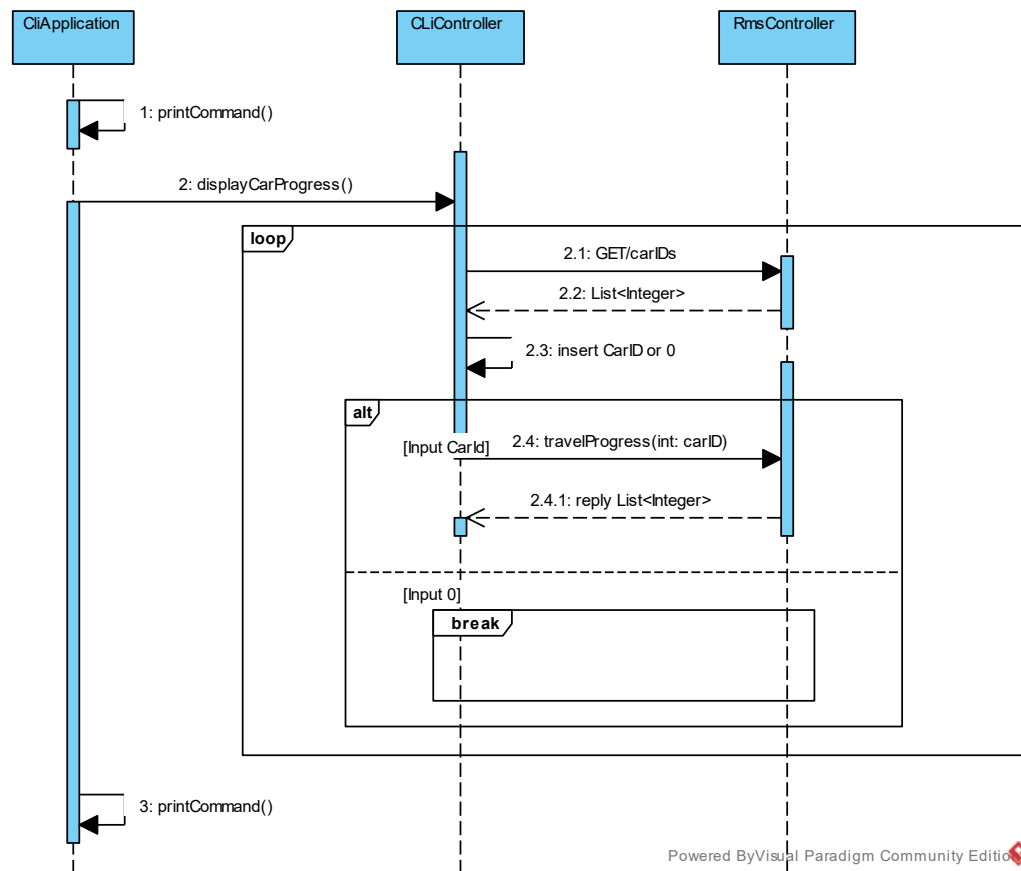 CliApplication
CLiController
RmsController
1: printCommand()
2: displayCarProgress()
loop
2.1: GET/carIDs
2.2: List<Integer>
2.3: insert CarID or 0
alt
[Input CarId]
2.4: travelProgress(int: carID)
2.4.1: reply List<Integer>
[Input 0]
break
3: printCommand()
Powered ByVisual Paradigm Community Edition